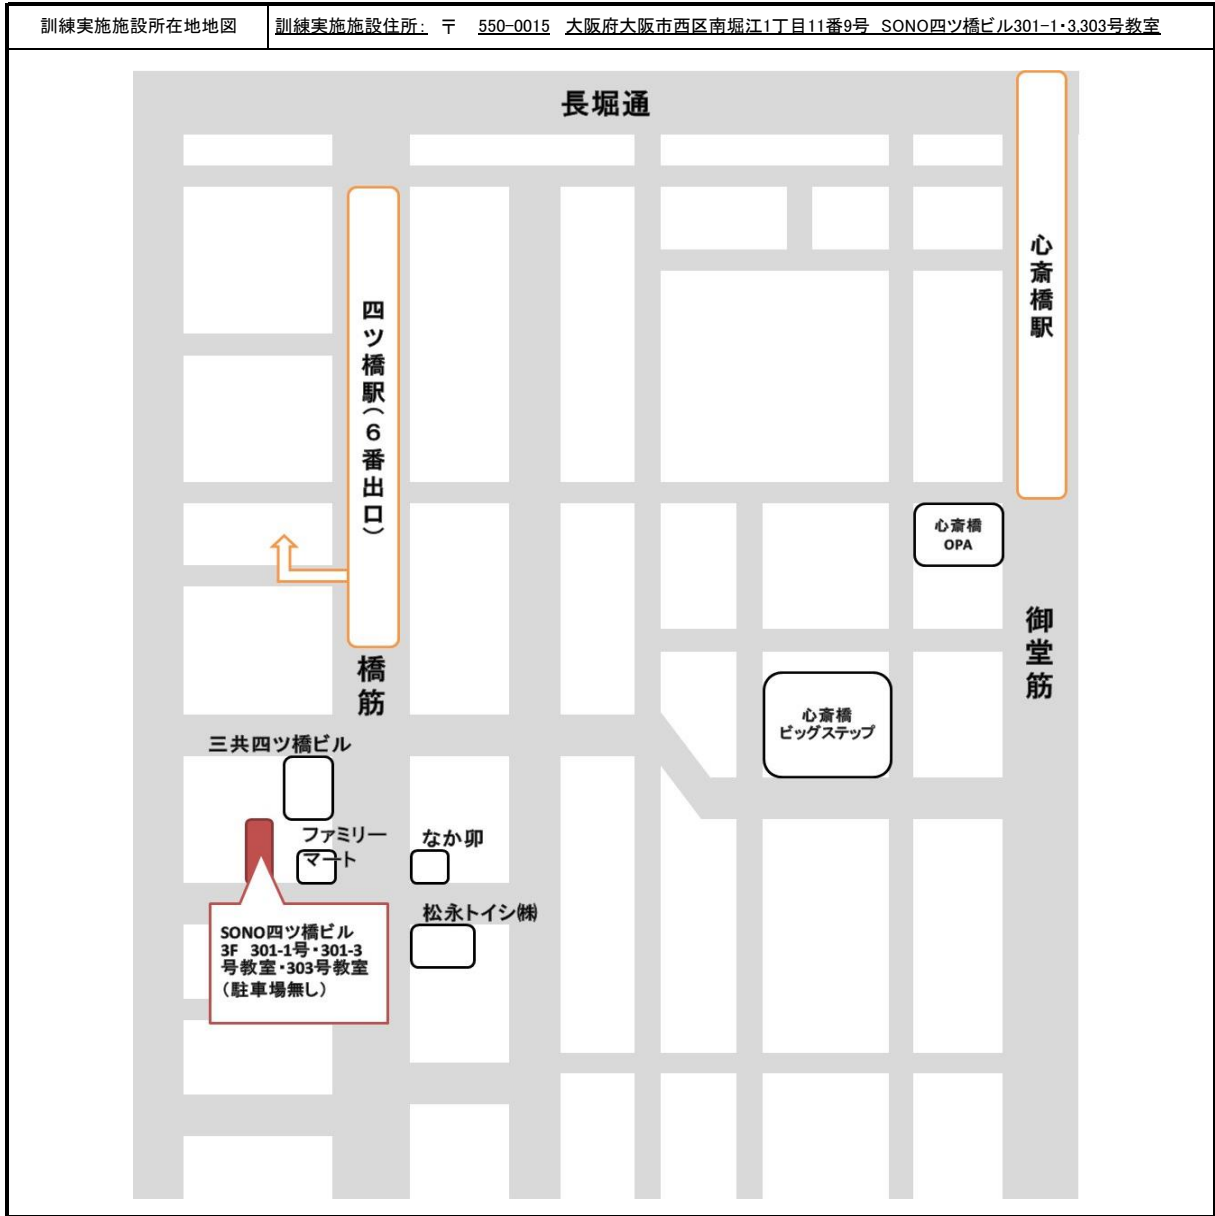 訓練実施施設所在地地図
訓練実施施設住所： 〒 550-0015 大阪府大阪市西区南堀江1丁目11番9号 SONO四ツ橋ビル301-1・3,303号教室
長堀通
心斎橋駅
四ツ橋駅（６番出口）
心斎橋
OPA
御堂筋
橋筋
心斎橋
ビッグステップ
三共四ツ橋ビル
ファミリー
マート
なか卯
松永トイシ㈱
SONO四ツ橋ビル
3F 301-1号・301-3
号教室・303号教室
（駐車場無し）